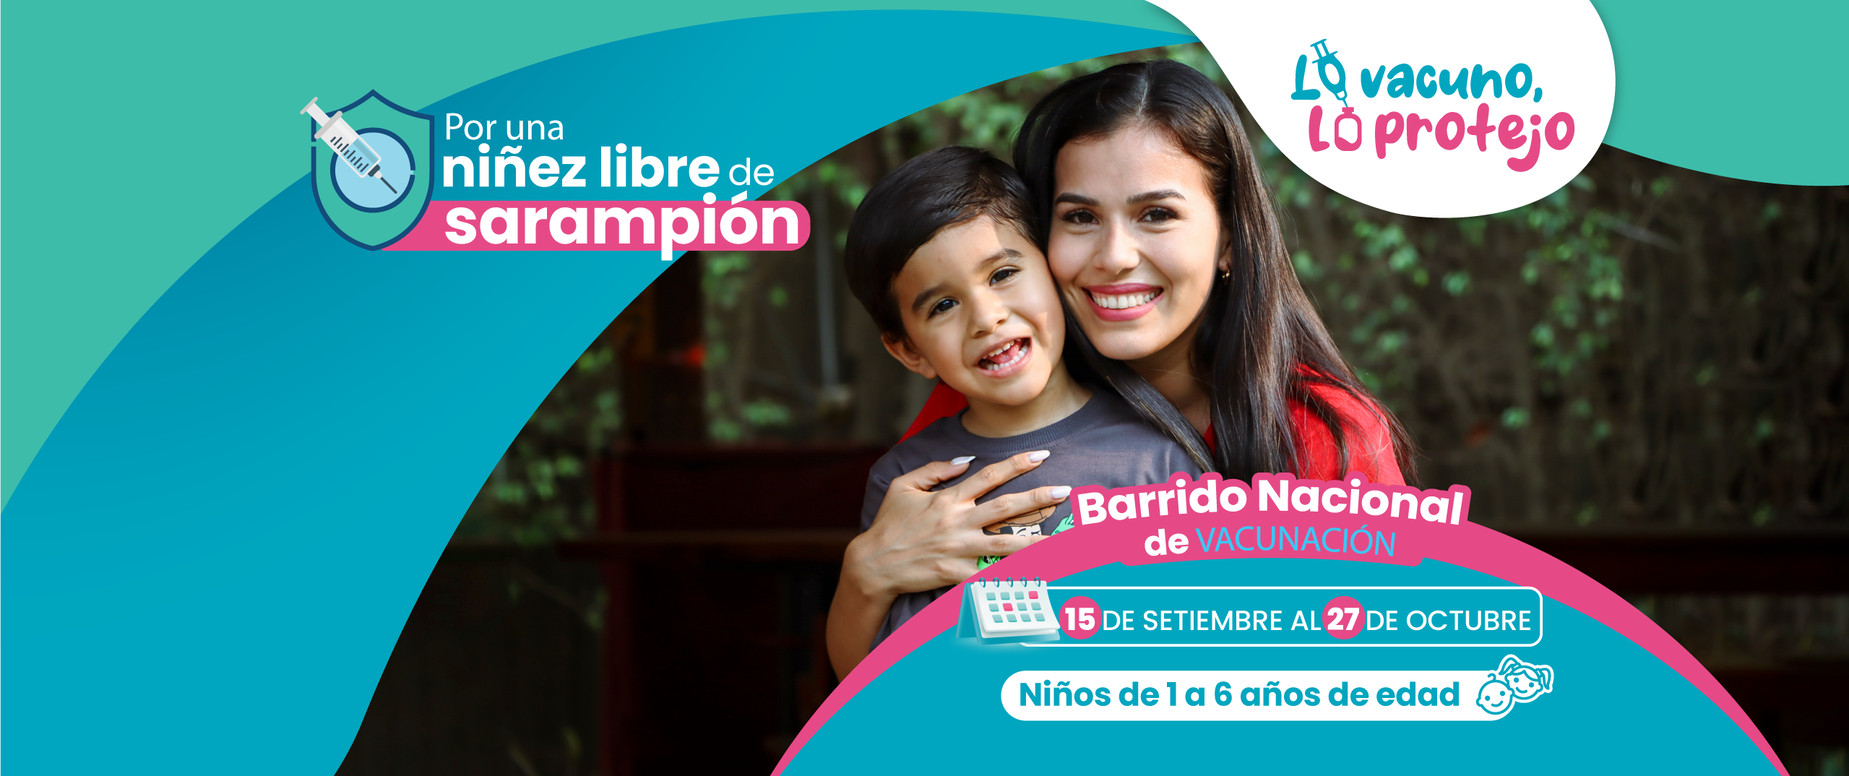 Por una
niñez libre de
sarampión
Lo vacuno,
Lo protejo
Barrido Nacional
de VACUNACIÓN
15 DE SETIEMBRE AL 27 DE OCTUBRE
Niños de 1 a 6 años de edad